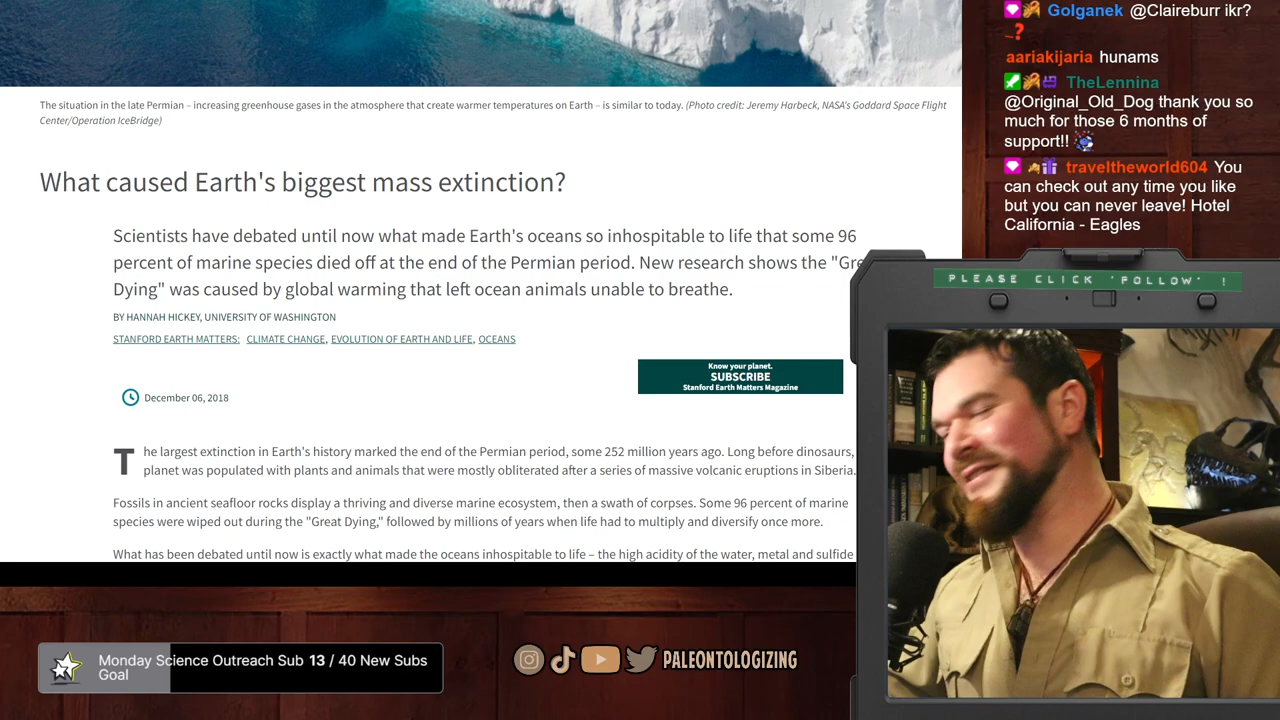 The situation in the late Permian – increasing greenhouse gases in the atmosphere that create warmer temperatures on Earth – is similar to today. (Photo credit: Jeremy Harbeck, NASA's Goddard Space Flight
Center/Operation IceBridge)
What caused Earth's biggest mass extinction?
Scientists have debated until now what made Earth's oceans so inhospitable to life that some 96
percent of marine species died off at the end of the Permian period. New research shows the "Gre
Dying" was caused by global warming that left ocean animals unable to breathe.
BY HANNAH HICKEY, UNIVERSITY OF WASHINGTON
STANFORD EARTH MATTERS: CLIMATE CHANGE, EVOLUTION OF EARTH AND LIFE, OCEANS
Know your planet.
SUBSCRIBE
Stanford Earth Matters Magazine
December 06, 2018
The largest extinction in Earth's history marked the end of the Permian period, some 252 million years ago. Long before dinosaurs,
planet was populated with plants and animals that were mostly obliterated after a series of massive volcanic eruptions in Siberia.
Fossils in ancient seafloor rocks display a thriving and diverse marine ecosystem, then a swath of corpses. Some 96 percent of marine
species were wiped out during the "Great Dying," followed by millions of years when life had to multiply and diversify once more.
What has been debated until now is exactly what made the oceans inhospitable to life – the high acidity of the water, metal and sulfide
Golganek @Claireburr ikr?
aariakijaria hunams
TheLennina
@Original_Old_Dog thank you so
much for those 6 months of
support!!
traveltheworld604 You
can check out any time you like
but you can never leave! Hotel
California - Eagles
PLEASE CLICK 'FOLLOW' !
Monday Science Outreach Sub 13 / 40 New Subs
Goal
PALEONTOLOGIZING